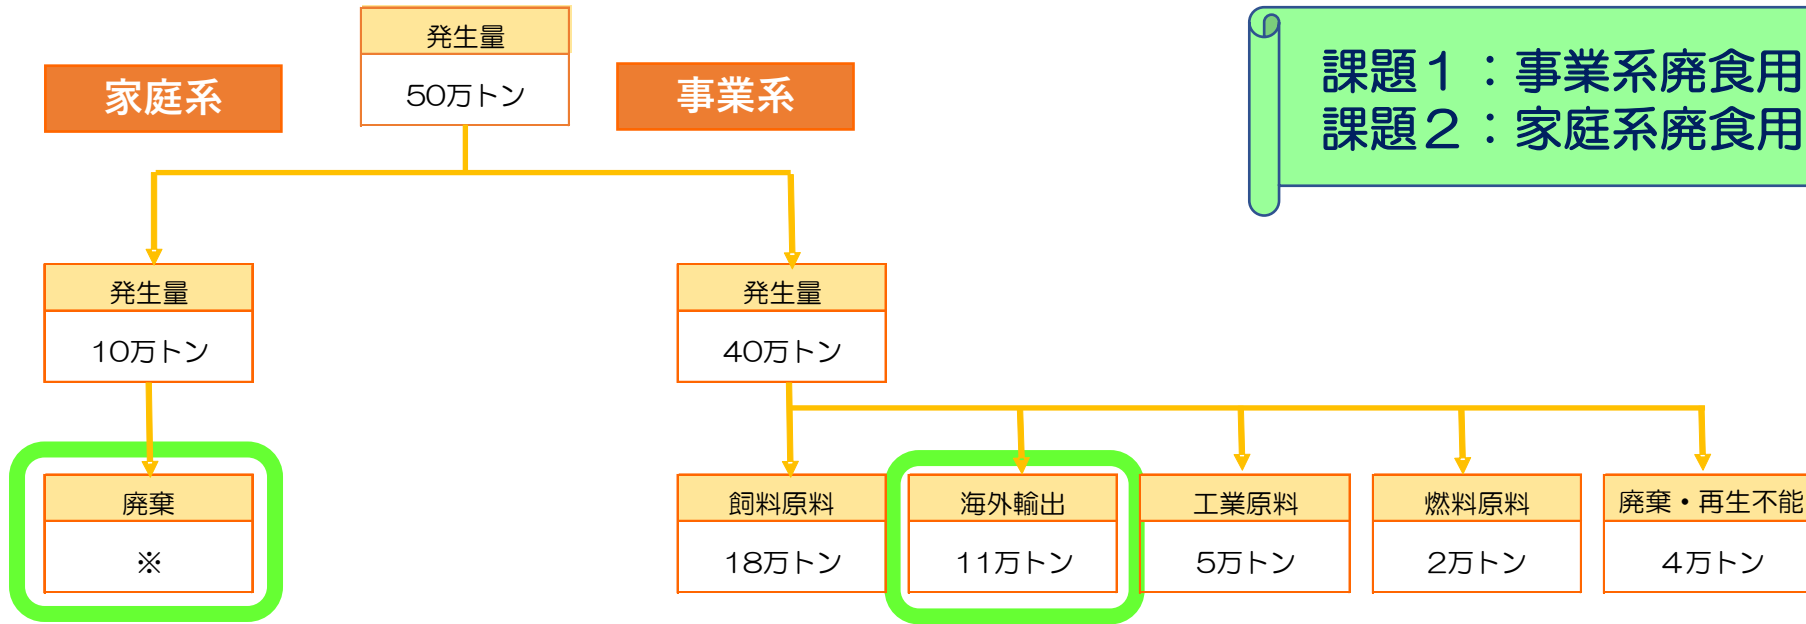 発生量
50万トン
家庭系
事業系
課題１：事業系廃食用
課題２：家庭系廃食用
発生量
10万トン
発生量
40万トン
廃棄
※
飼料原料
18万トン
海外輸出
11万トン
工業原料
5万トン
燃料原料
2万トン
廃棄・再生不能
4万トン